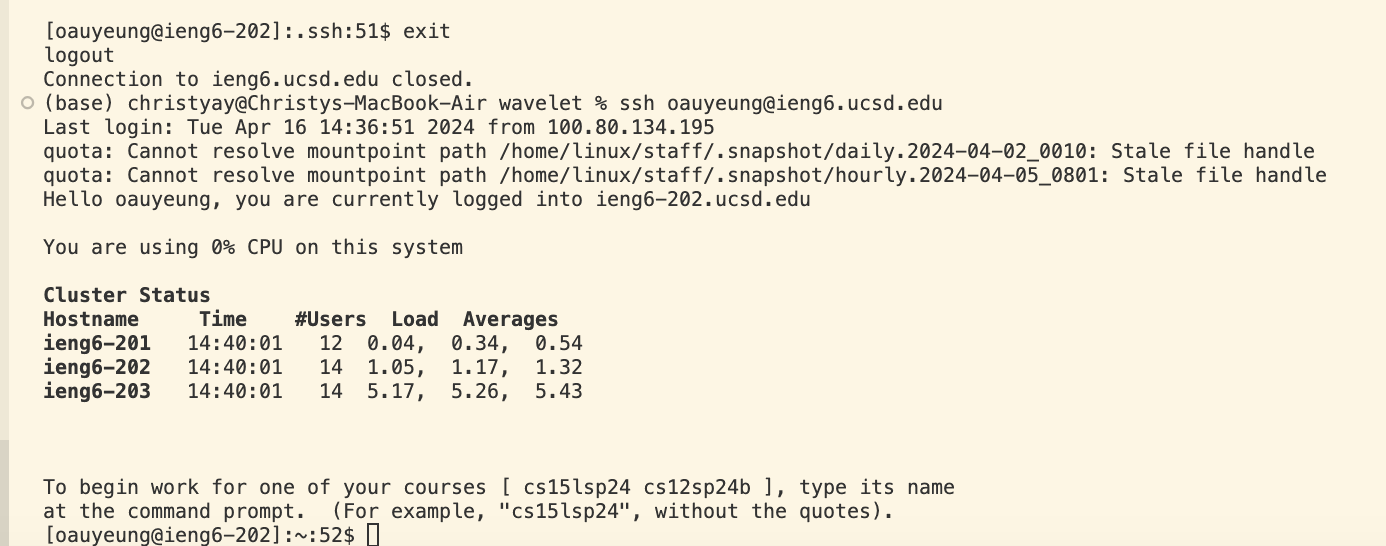 [oauyeung@ieng6-202]:.ssh:51$ exit
logout
Connection to ieng6.ucsd.edu closed.
(base) christyay@Christys-MacBook-Air wavelet % ssh oauyeung@ieng6.ucsd.edu
Last login: Tue Apr 16 14:36:51 2024 from 100.80.134.195
quota: Cannot resolve mountpoint path /home/linux/staff/.snapshot/daily.2024-04-02_0010: Stale file handle
quota: Cannot resolve mountpoint path /home/linux/staff/.snapshot/hourly.2024-04-05_0801: Stale file handle
Hello oauyeung, you are currently logged into ieng6-202.ucsd.edu
You are using 0% CPU on this system
Cluster Status
Hostname     Time    #Users  Load  Averages
ieng6-201   14:40:01   12  0.04,  0.34,  0.54
ieng6-202   14:40:01   14  1.05,  1.17,  1.32
ieng6-203   14:40:01   14  5.17,  5.26,  5.43
To begin work for one of your courses [ cs15lsp24 cs12sp24b ], type its name
at the command prompt.  (For example, "cs15lsp24", without the quotes).
[oauyeung@ieng6-202]:~:52$